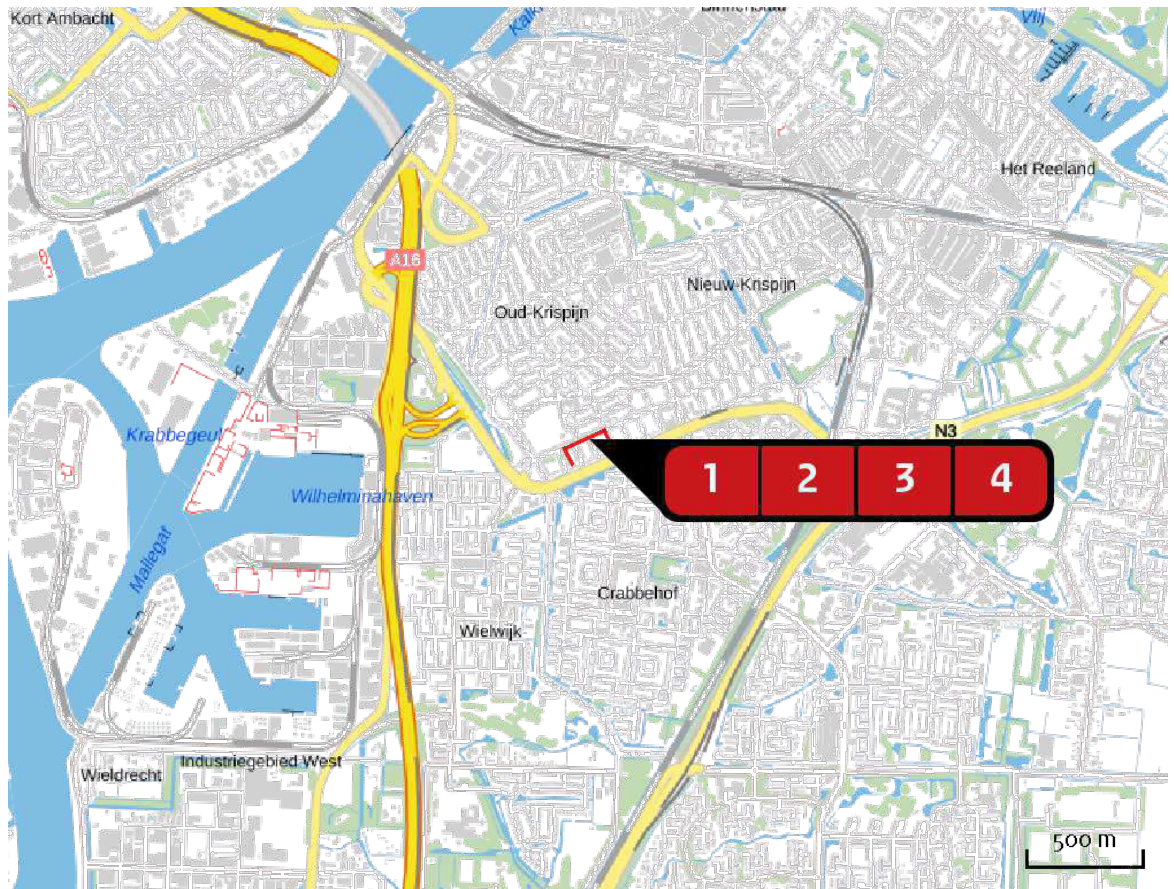 Kort Ambacht
Vlij
Het Reeland
A16
Nieuw-Krispijn
Oud-Krispijn
Krabbegeul
N3
1 2 3 4
Wilhelminahaven
Mallegat
Crabbehof
Wielwijk
Industriegebied West
Wieldrecht
500 m